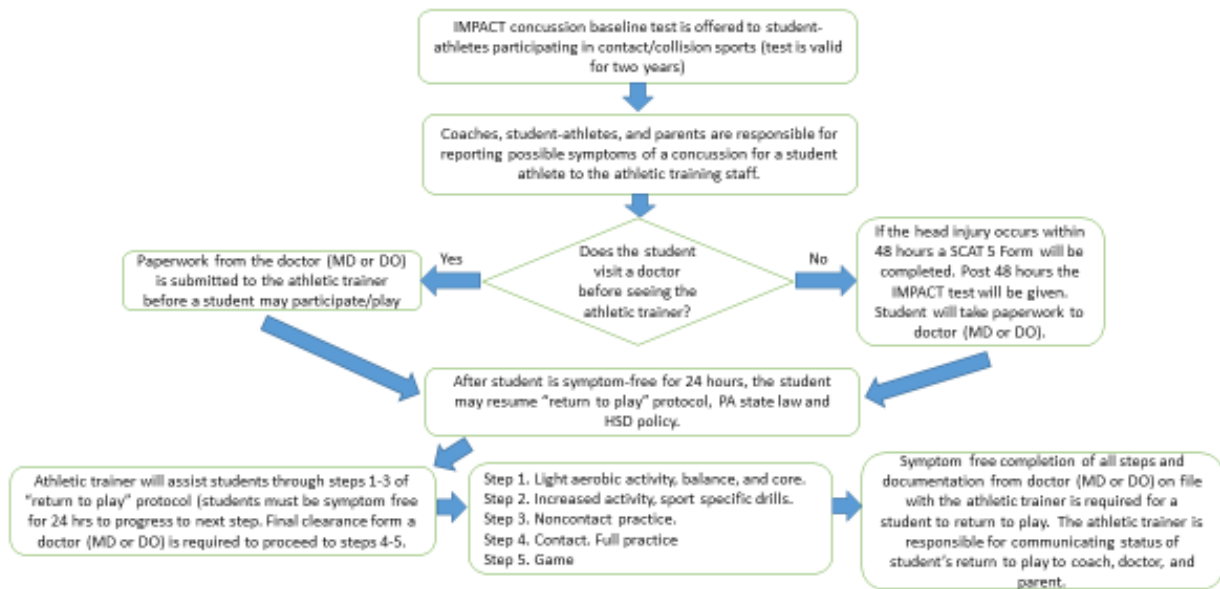 IMPACT concussion baseline test is offered to student-
athletes participating in contact/collision sports (test is valid
for two years)
Coaches, student-athletes, and parents are responsible for
reporting possible symptoms of a concussion for a student
athlete to the athletic training staff.
Does the student
visit a doctor
before seeing the
athletic trainer?
Yes
No
Paperwork from the doctor (MD or DO)
is submitted to the athletic trainer
before a student may participate/play
If the head injury occurs within
48 hours a SCAT 5 Form will be
completed. Post 48 hours the
IMPACT test will be given.
Student will take paperwork to
doctor (MD or DO).
After student is symptom-free for 24 hours, the student
may resume “return to play” protocol, PA state law and
HSD policy.
Athletic trainer will assist students through steps 1-3 of
“return to play” protocol (students must be symptom free
for 24 hrs to progress to next step. Final clearance form a
doctor (MD or DO) is required to proceed to steps 4-5.
Step 1. Light aerobic activity, balance, and core.
Step 2. Increased activity, sport specific drills.
Step 3. Noncontact practice.
Step 4. Contact. Full practice
Step 5. Game
Symptom free completion of all steps and
documentation from doctor (MD or DO) on file
with the athletic trainer is required for a
student to return to play. The athletic trainer is
responsible for communicating status of
student’s return to play to coach, doctor, and
parent.